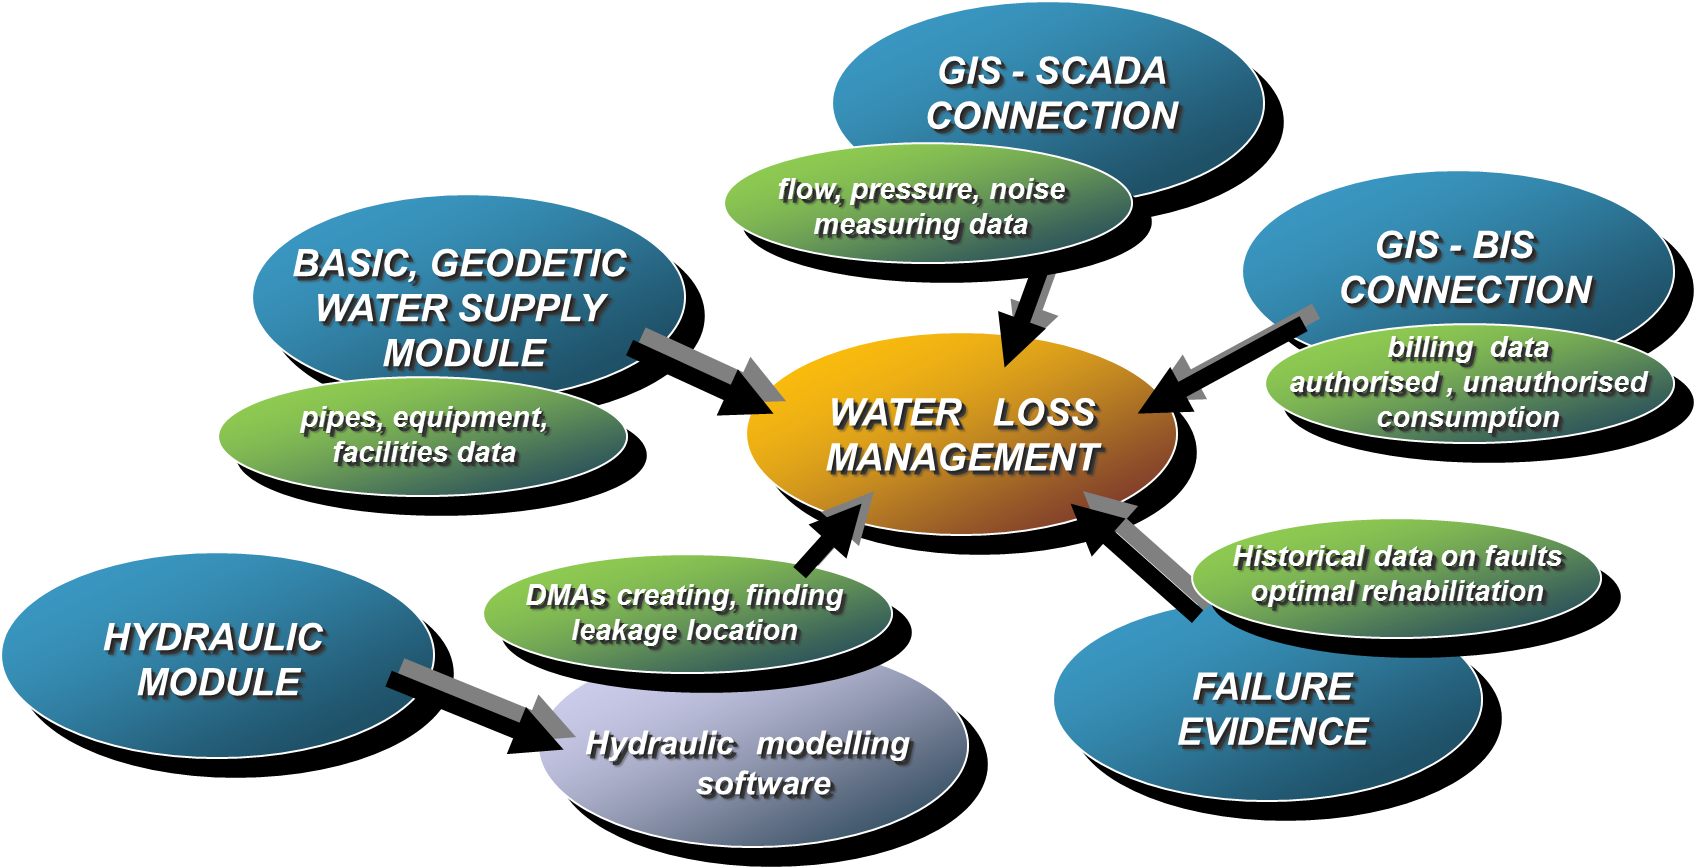 GIS - SCADA
CONNECTION
flow, pressure, noise
measuring data
BASIC, GEODETIC
WATER SUPPLY
MODULE
pipes, equipment,
facilities data
GIS - BIS
CONNECTION
billing data
authorised , unauthorised
consumption
WATER LOSS
MANAGEMENT
HYDRAULIC
MODULE
DMAs creating, finding
leakage location
Hydraulic modelling
software
Historical data on faults
optimal rehabilitation
FAILURE
EVIDENCE